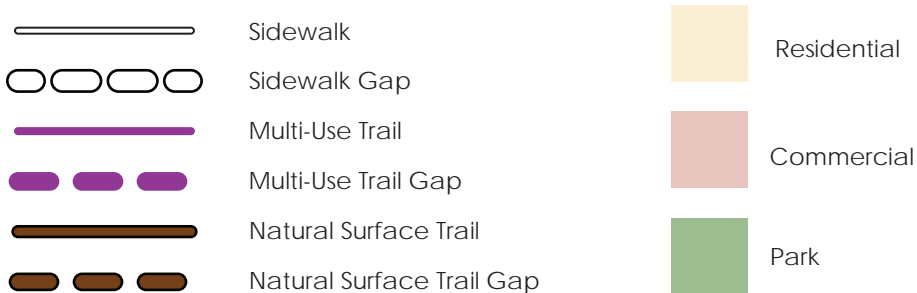 Sidewalk
Sidewalk Gap
Multi-Use Trail
Multi-Use Trail Gap
Natural Surface Trail
Natural Surface Trail Gap
Residential
Commercial
Park